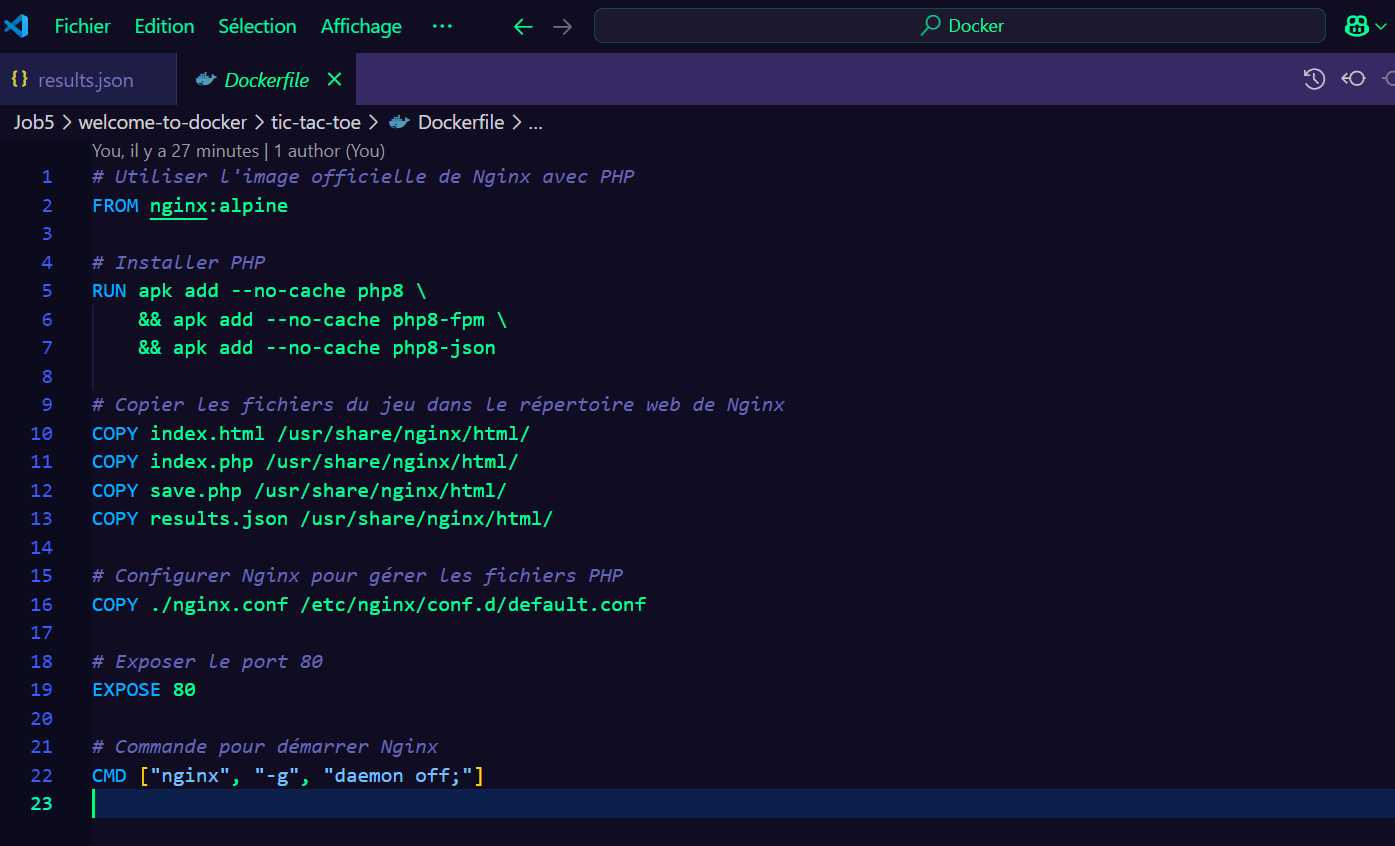 Fichier Edition Sélection Affichage ··· Docker
{} results.json Dockerfile
Job5 > welcome-to-docker > tic-tac-toe > Dockerfile > ...
You, il y a 27 minutes | 1 author (You)
1 # Utiliser l'image officielle de Nginx avec PHP
2 FROM nginx:alpine
3
4 # Installer PHP
5 RUN apk add --no-cache php8 \
6     && apk add --no-cache php8-fpm \
7     && apk add --no-cache php8-json
8
9 # Copier les fichiers du jeu dans le répertoire web de Nginx
10 COPY index.html /usr/share/nginx/html/
11 COPY index.php /usr/share/nginx/html/
12 COPY save.php /usr/share/nginx/html/
13 COPY results.json /usr/share/nginx/html/
14
15 # Configurer Nginx pour gérer les fichiers PHP
16 COPY ./nginx.conf /etc/nginx/conf.d/default.conf
17
18 # Exposer le port 80
19 EXPOSE 80
20
21 # Commande pour démarrer Nginx
22 CMD ["nginx", "-g", "daemon off;"]
23